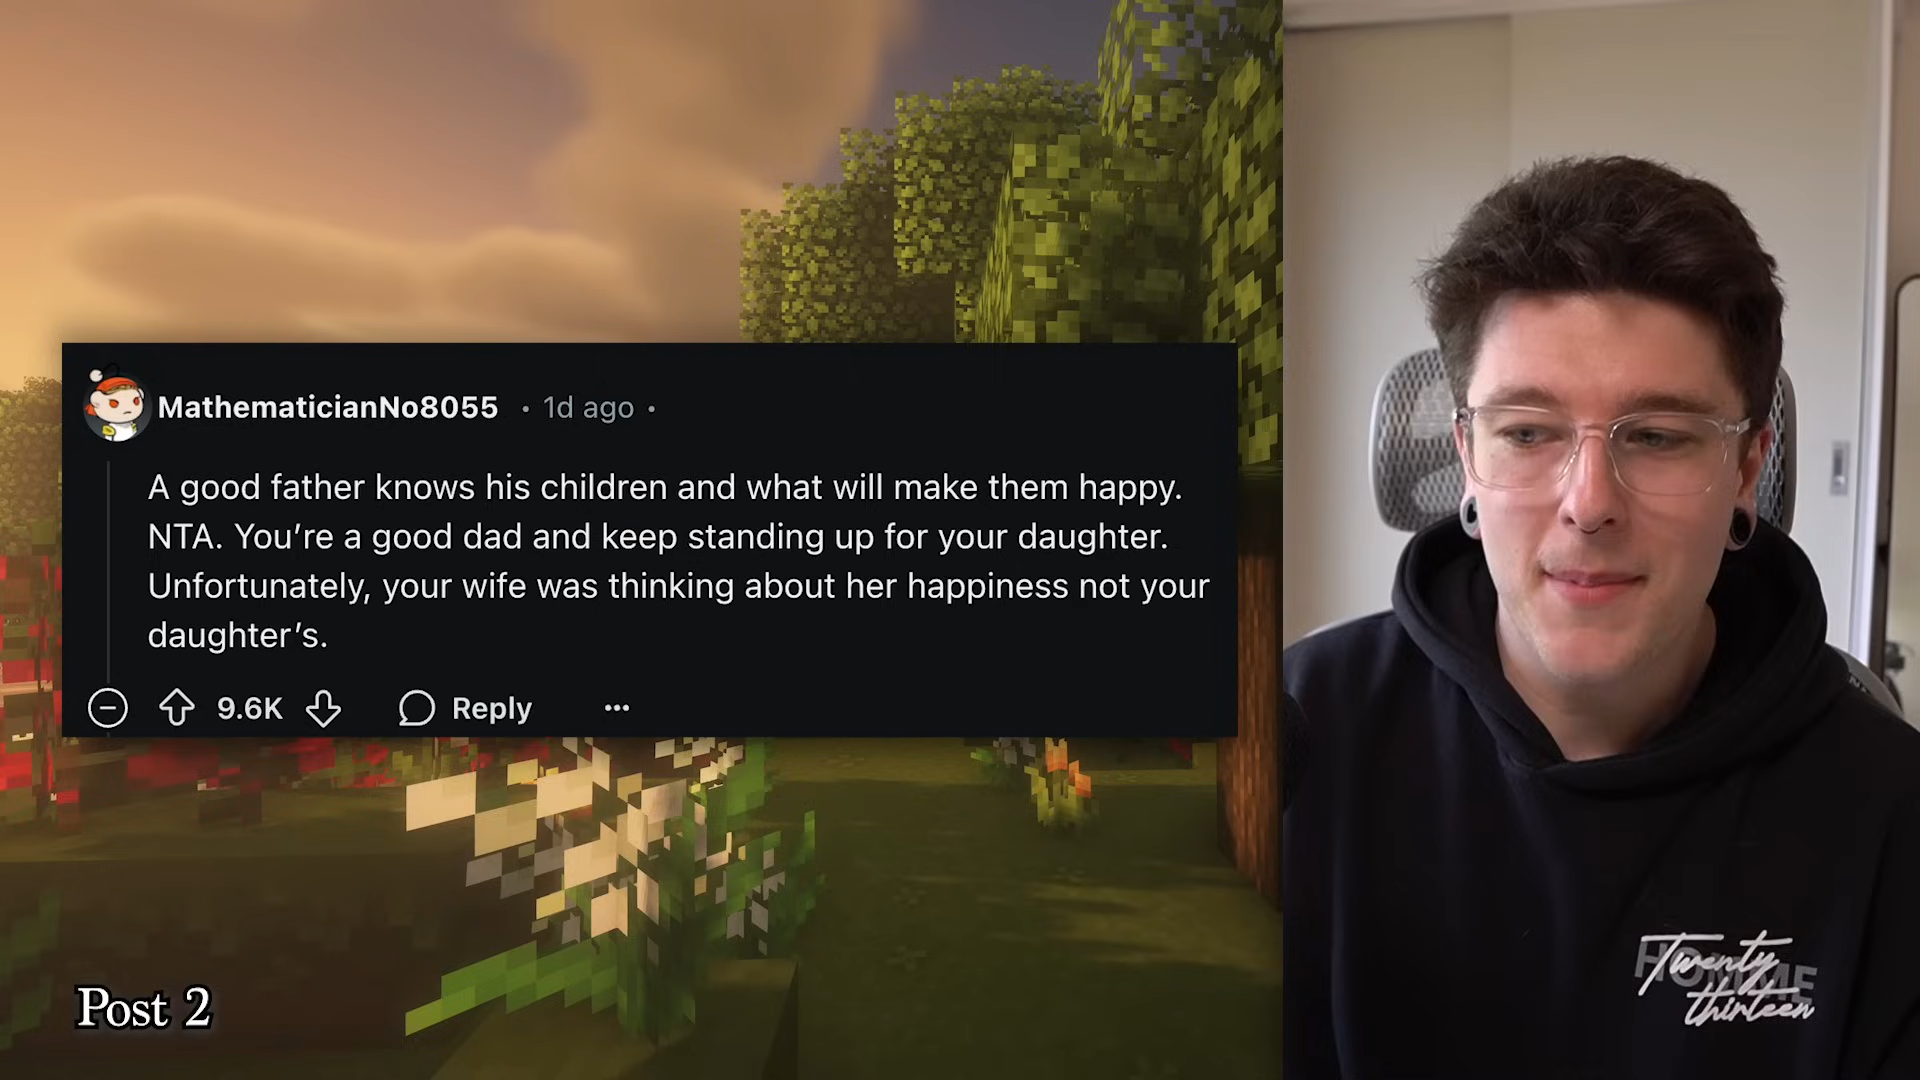 MathematicianNo8055 • 1d ago •
A good father knows his children and what will make them happy.
NTA. You’re a good dad and keep standing up for your daughter.
Unfortunately, your wife was thinking about her happiness not your
daughter’s.
9.6K Reply ...
Post 2
Twenty
thirteen